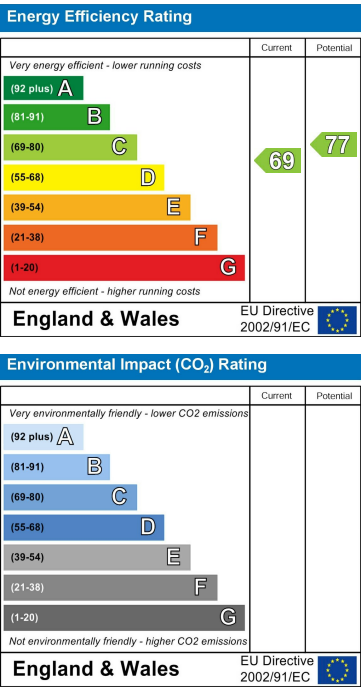 Energy Efficiency Rating
Current Potential
Very energy efficient - lower running costs
(92 plus) A
(81-91) B
(69-80) C
(55-68) D
(39-54) E
(21-38) F
(1-20) G
69
77
Not energy efficient - higher running costs
England & Wales
EU Directive
2002/91/EC
Environmental Impact (CO2) Rating
Current Potential
Very environmentally friendly - lower CO2 emissions
(92 plus) A
(81-91) B
(69-80) C
(55-68) D
(39-54) E
(21-38) F
(1-20) G
Not environmentally friendly - higher CO2 emissions
England & Wales
EU Directive
2002/91/EC